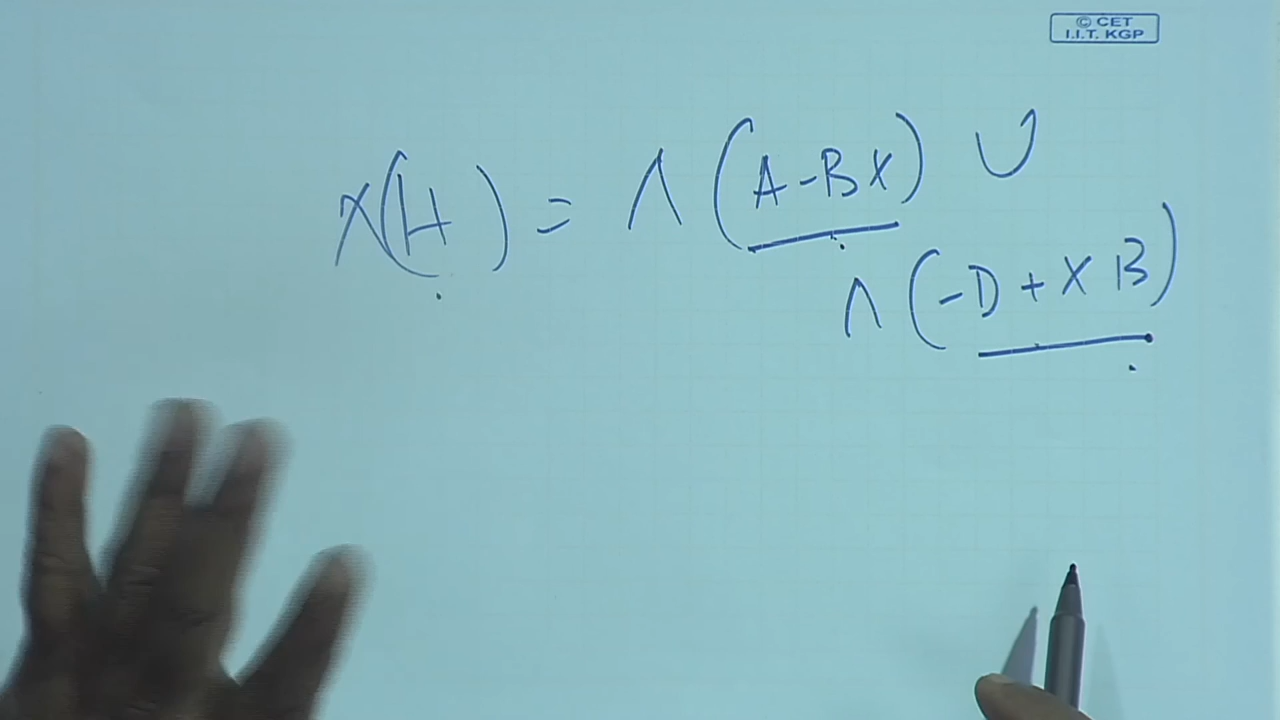 © CET
I.I.T. KGP
λ(H) = Λ (A - BX) ∪
Λ (-D + XB)